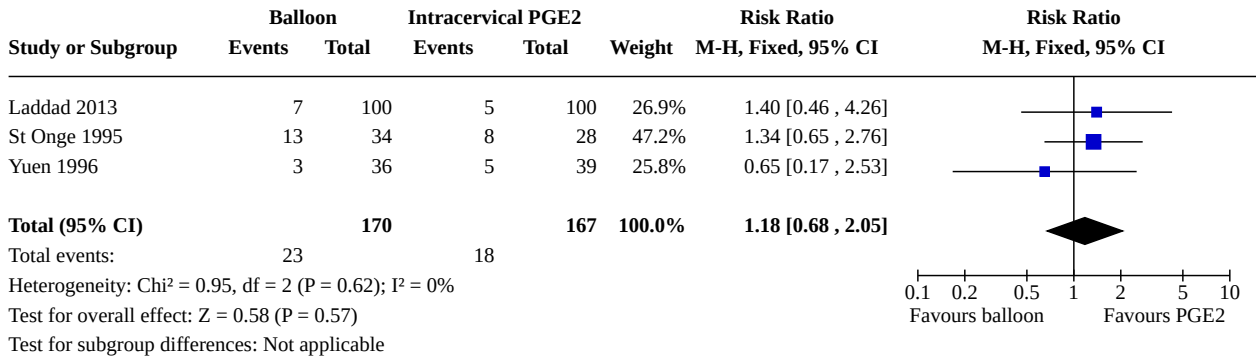 Balloon Intracervical PGE2 Risk Ratio Risk Ratio
Study or Subgroup Events Total Events Total Weight M-H, Fixed, 95% CI M-H, Fixed, 95% CI
Laddad 2013 7 100 5 100 26.9% 1.40 [0.46 , 4.26]
St Onge 1995 13 34 8 28 47.2% 1.34 [0.65 , 2.76]
Yuen 1996 3 36 5 39 25.8% 0.65 [0.17 , 2.53]
Total (95% CI) 170 167 100.0% 1.18 [0.68 , 2.05]
Total events: 23 18
Heterogeneity: Chi² = 0.95, df = 2 (P = 0.62); I² = 0%
Test for overall effect: Z = 0.58 (P = 0.57)
Test for subgroup differences: Not applicable
0.1 0.2 0.5 1 2 5 10
Favours balloon Favours PGE2